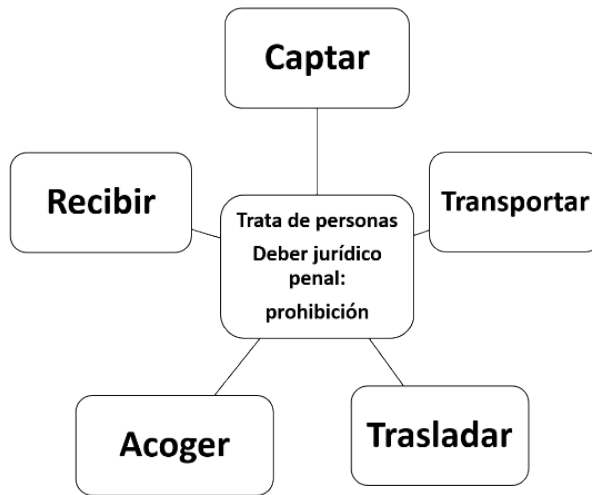 Captar
Recibir
Transportar
Trata de personas
Deber jurídico
penal:
prohibición
Acoger
Trasladar